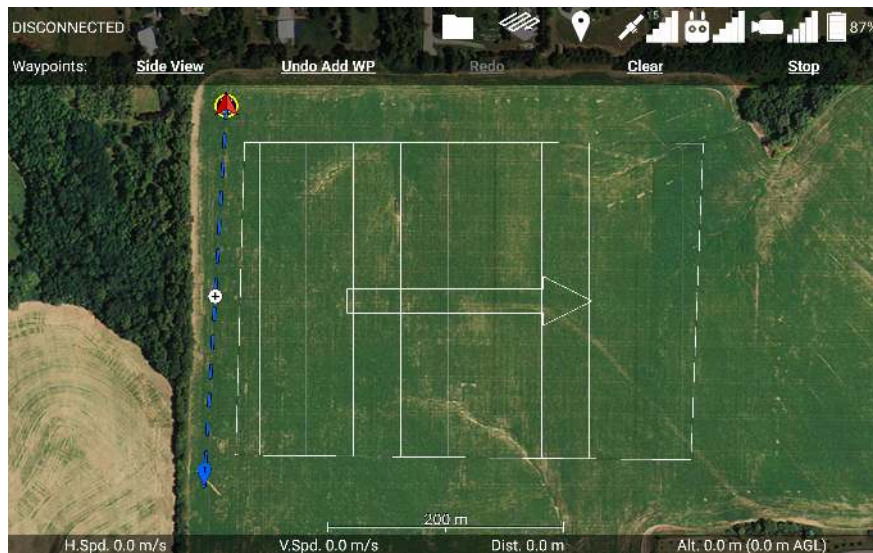 DISCONNECTED 15 87%
Waypoints: Side View Undo Add WP Redo Clear Stop
200 m
H.Spd. 0.0 m/s V.Spd. 0.0 m/s Dist. 0.0 m Alt. 0.0 m (0.0 m AGL)